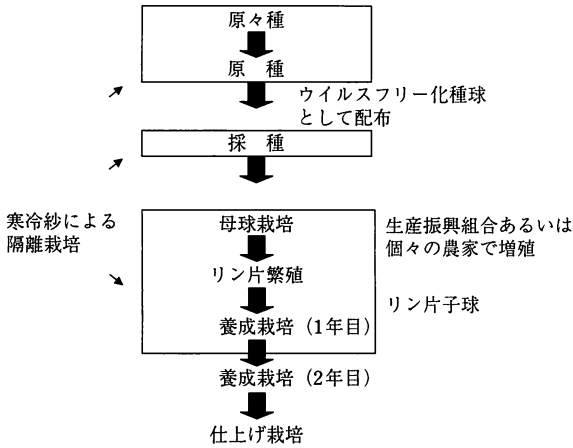 原々種
原　種
ウイルスフリー化種球
として配布
採　種
寒冷紗による
隔離栽培
母球栽培
生産振興組合あるいは
個々の農家で増殖
リン片繁殖
リン片子球
養成栽培（1年目）
養成栽培（2年目）
仕上げ栽培